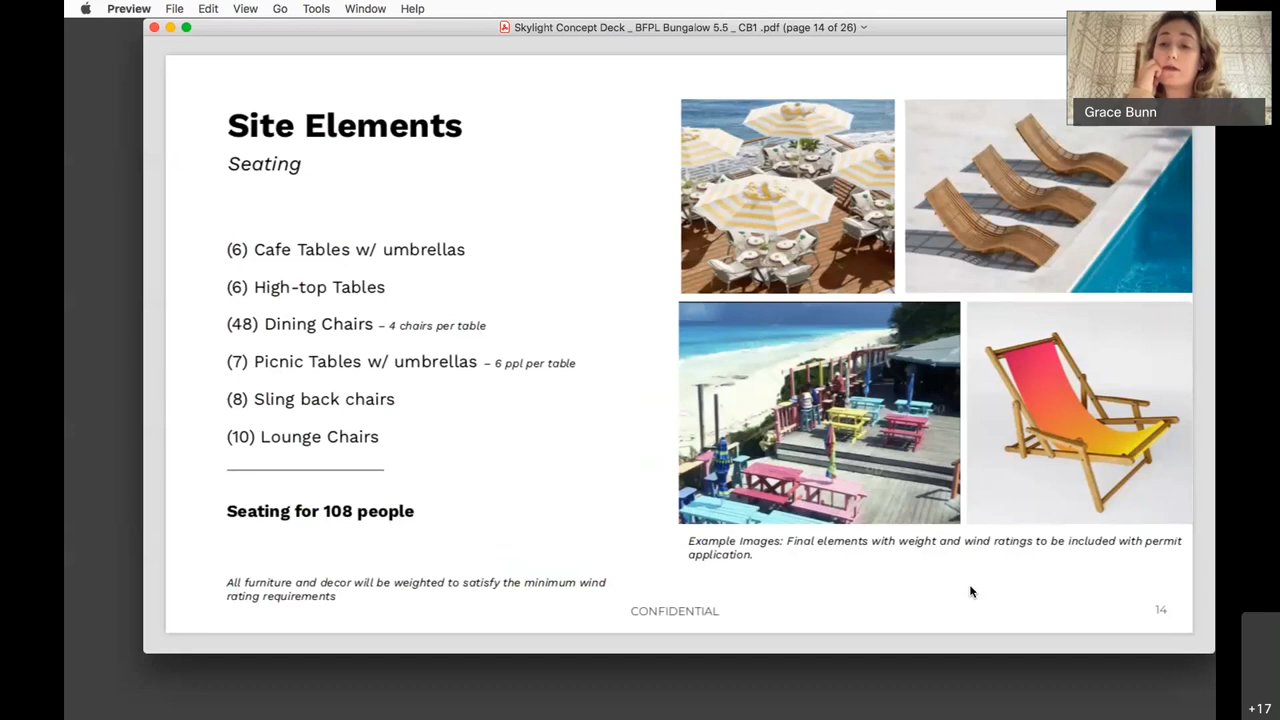 Preview File Edit View Go Tools Window Help
Skylight Concept Deck _ BFPL Bungalow 5.5 _ CB1 .pdf (page 14 of 26)
Grace Bunn
Site Elements
Seating
(6) Cafe Tables w/ umbrellas
(6) High-top Tables
(48) Dining Chairs – 4 chairs per table
(7) Picnic Tables w/ umbrellas – 6 ppl per table
(8) Sling back chairs
(10) Lounge Chairs
Seating for 108 people
Example Images: Final elements with weight and wind ratings to be included with permit
application.
All furniture and decor will be weighted to satisfy the minimum wind
rating requirements
CONFIDENTIAL
14
+17